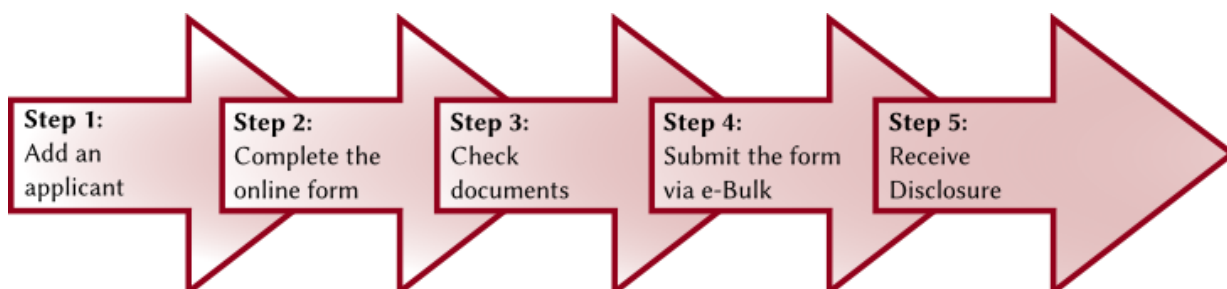 Step 1:
Add an
applicant
Step 2:
Complete the
online form
Step 3:
Check
documents
Step 4:
Submit the form
via e-Bulk
Step 5:
Receive
Disclosure